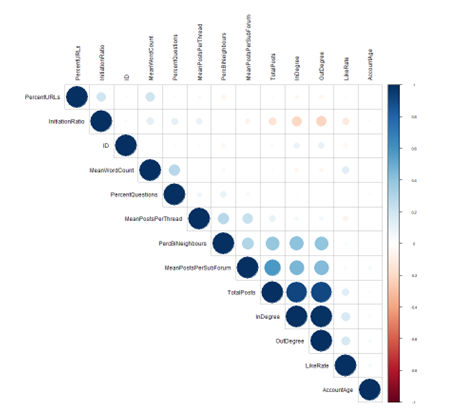 PercentURLs
InitiationRatio
ID
MeanWordCount
PercentQuestions
MeanPostsPerThread
PercBiNeighbours
MeanPostsPerSubForum
TotalPosts
InDegree
OutDegree
LikeRate
AccountAge
PercentURLs
InitiationRatio
ID
MeanWordCount
PercentQuestions
MeanPostsPerThread
PercBiNeighbours
MeanPostsPerSubForum
TotalPosts
InDegree
OutDegree
LikeRate
AccountAge
1
0.8
0.6
0.4
0.2
0
-0.2
-0.4
-0.6
-0.8
-1